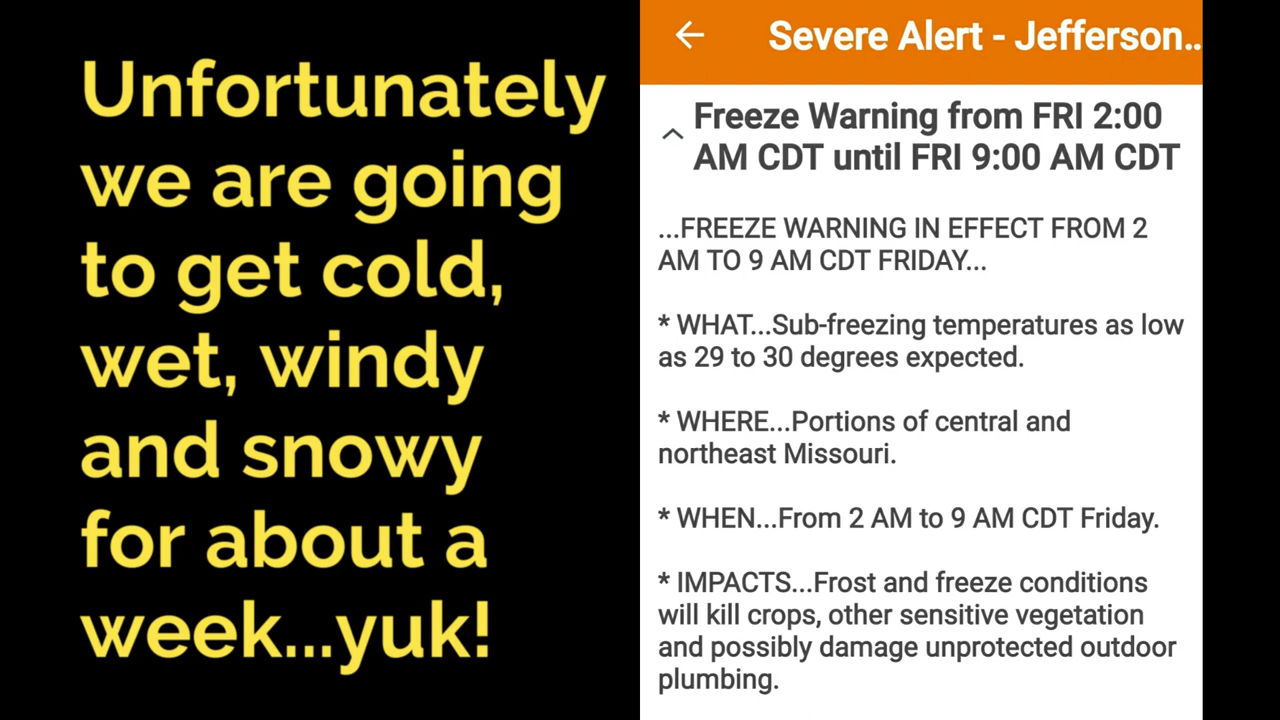 Unfortunately
we are going
to get cold,
wet, windy
and snowy
for about a
week...yuk!
Severe Alert - Jefferson..
Freeze Warning from FRI 2:00
AM CDT until FRI 9:00 AM CDT
...FREEZE WARNING IN EFFECT FROM 2
AM TO 9 AM CDT FRIDAY...
* WHAT...Sub-freezing temperatures as low
as 29 to 30 degrees expected.
* WHERE...Portions of central and
northeast Missouri.
* WHEN...From 2 AM to 9 AM CDT Friday.
* IMPACTS...Frost and freeze conditions
will kill crops, other sensitive vegetation
and possibly damage unprotected outdoor
plumbing.